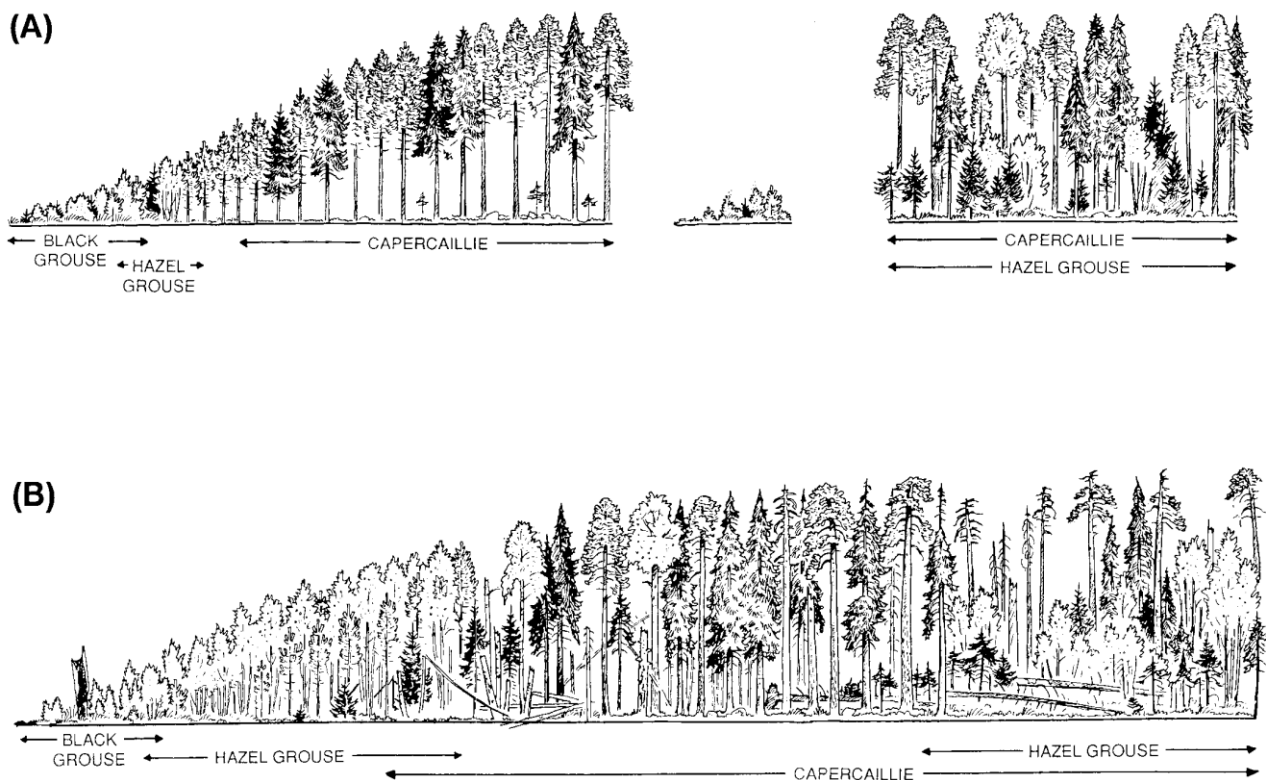 (A)
BLACK
GROUSE
HAZEL
GROUSE
CAPERCAILLIE
CAPERCAILLIE
HAZEL GROUSE
(B)
BLACK
GROUSE
HAZEL GROUSE
HAZEL GROUSE
CAPERCAILLIE